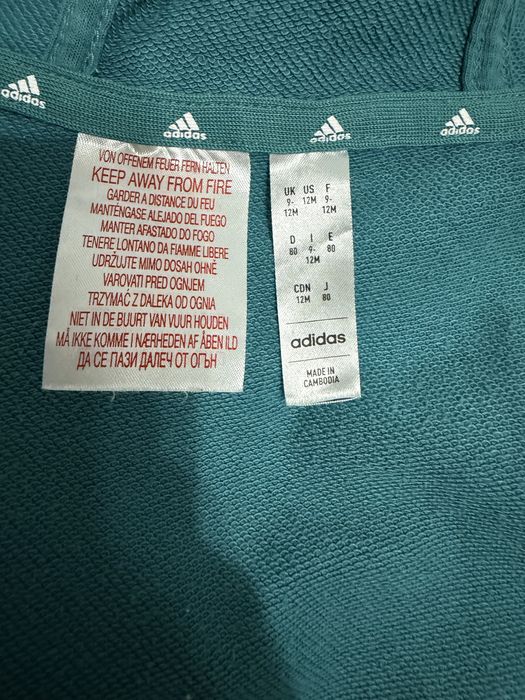 adidas
adidas
adidas
adidas
VON OFFENEM FEUER FERN HALTEN
KEEP AWAY FROM FIRE
GARDER A DISTANCE DU FEU
MANTÉNGASE ALEJADO DEL FUEGO
MANTER AFASTADO DO FOGO
TENERE LONTANO DA FIAMME LIBERE
UDRŽUJTE MIMO DOSAH OHNĚ
VAROVATI PRED OGNJEM
TRZYMAĆ Z DALEKA OD OGNIA
NIET IN DE BUURT VAN VUUR HOUDEN
MÅ IKKE KOMME I NÆRHEDEN AF ÅBEN ILD
ДА СЕ ПАЗИ ДАЛЕЧ ОТ ОГЪН
UK US F
9- 12M 9-
12M 12M
D I E
80 9- 80
12M
CDN J
12M 80
adidas
MADE IN
CAMBODIA